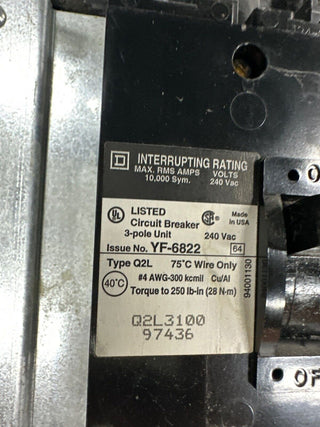 INTERRUPTING RATING
MAX. RMS AMPS VOLTS
10,000 Sym. 240 Vac
UL LISTED
Circuit Breaker
3-pole Unit 240 Vac
Made in USA
Issue No. YF-6822 64
Type Q2L 75°C Wire Only
40°C #4 AWG-300 kcmil Cu/Al
Torque to 250 lb-in (28 N-m)
94001130
Q2L3100
97436